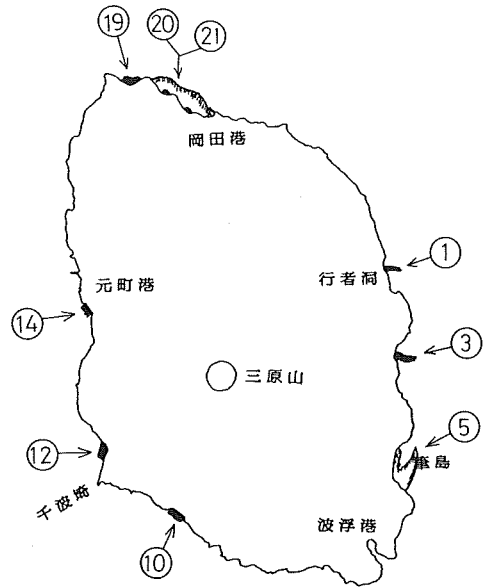 ⑲
⑳
㉑
岡田港
①
行者洞
元町港
⑭
③
三原山
⑤
筆島
⑫
千波崎
波浮港
⑩